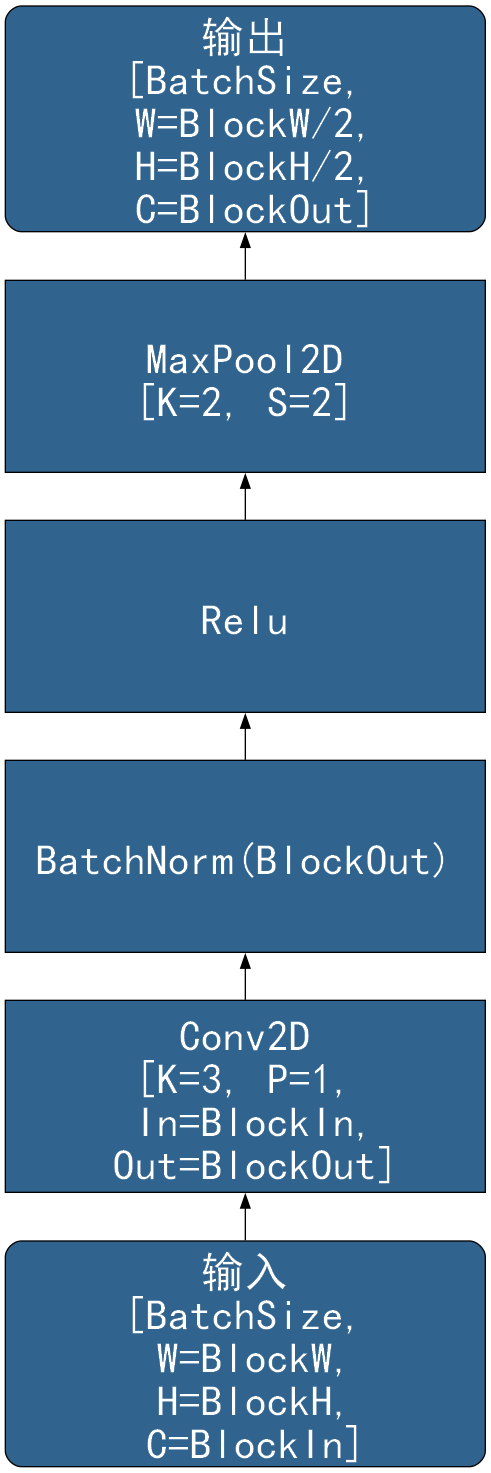 输出
[BatchSize,
W=BlockW/2,
H=BlockH/2,
C=BlockOut]
MaxPool2D
[K=2, S=2]
Relu
BatchNorm(BlockOut)
Conv2D
[K=3, P=1,
In=BlockIn,
Out=BlockOut]
输入
[BatchSize,
W=BlockW,
H=BlockH,
C=BlockIn]